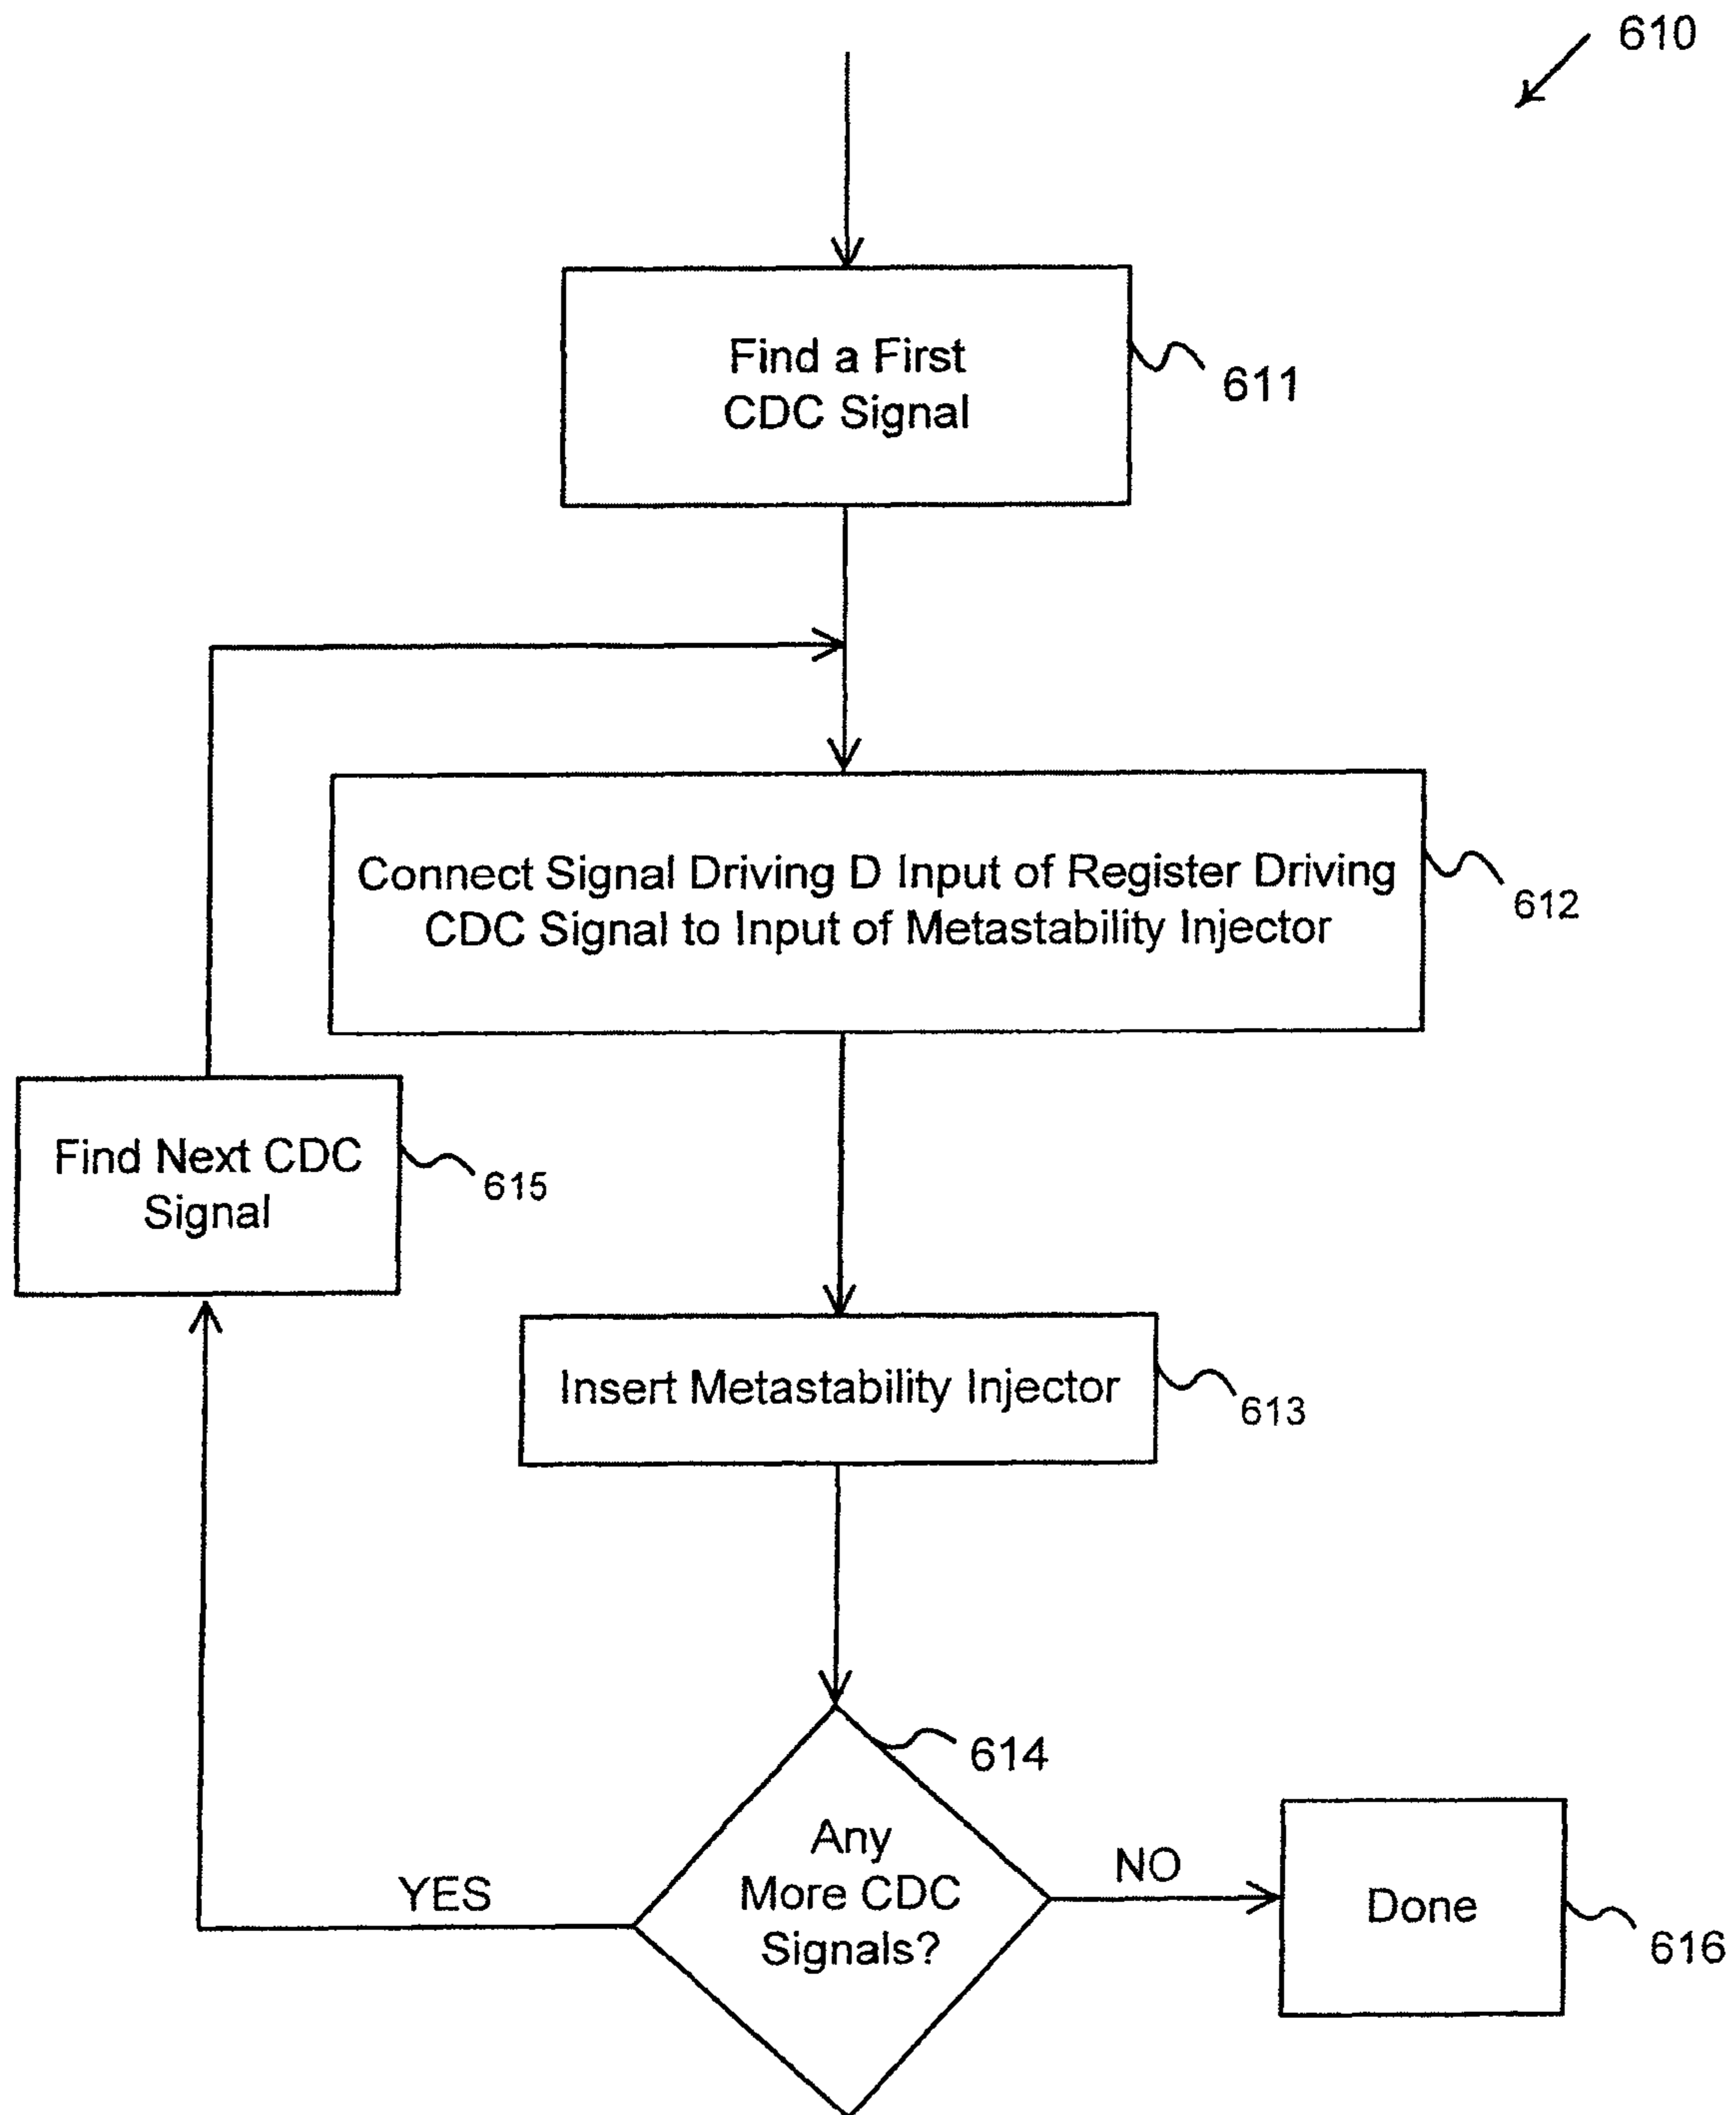 610
Find a First
CDC Signal
611
Connect Signal Driving D Input of Register Driving
CDC Signal to Input of Metastability Injector
612
Find Next CDC
Signal
615
Insert Metastability Injector
613
614
Any
More CDC
Signals?
YES
NO
Done
616